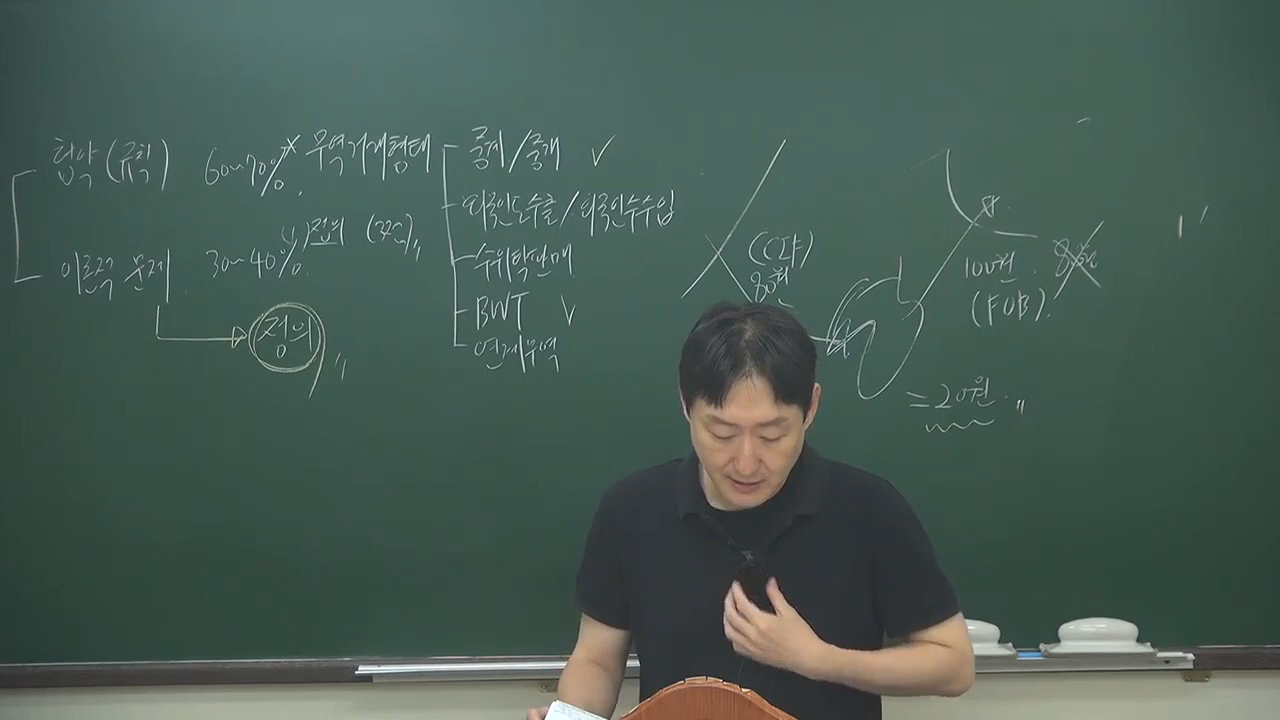 협약 (규칙) 60~70%.
이론적 문제. 30~40%.
정의
무역거래형태
정의 (3조)
중계/중개 ✓
외국인도수출/외국인수수입
수위탁판매
BWT ✓
연계무역
(CIF)
80원
100원.
(FOB).
= 20원.